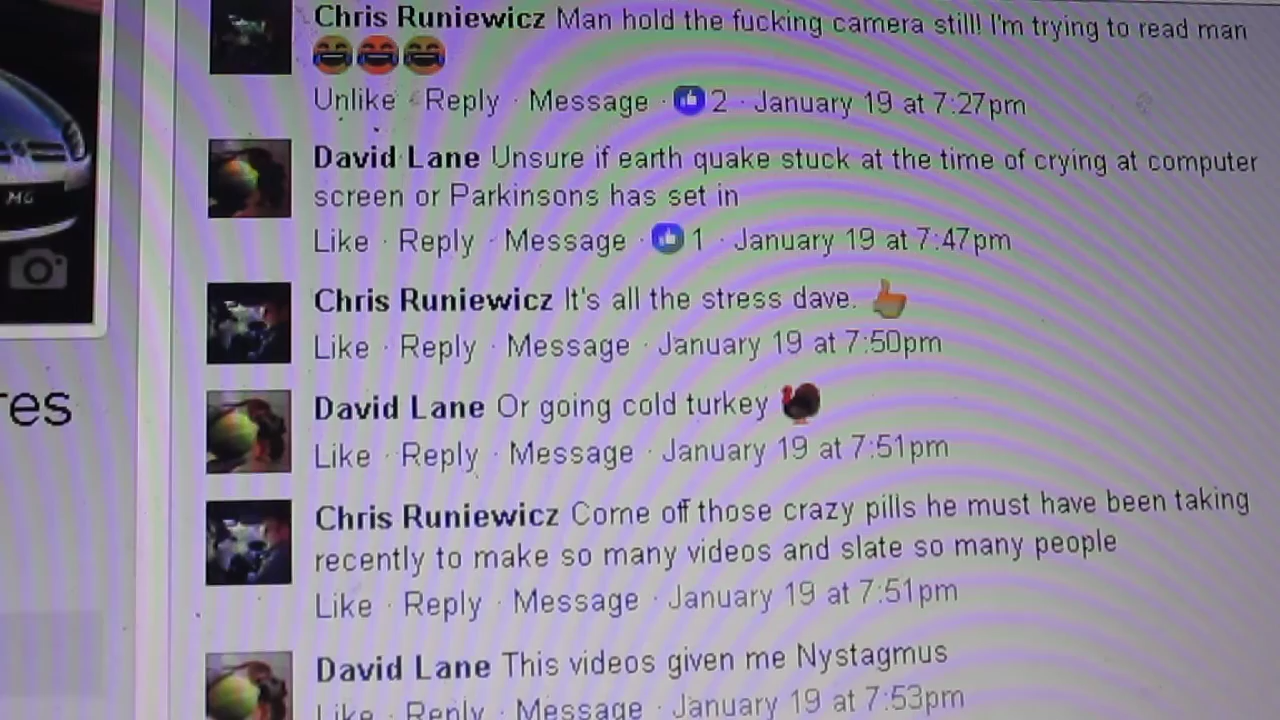 Chris Runiewicz Man hold the fucking camera still! I'm trying to read man
Unlike · Reply · Message · 2 · January 19 at 7:27pm
David Lane Unsure if earth quake stuck at the time of crying at computer
screen or Parkinsons has set in
Like · Reply · Message · 1 · January 19 at 7:47pm
MG
Chris Runiewicz It's all the stress dave.
Like · Reply · Message · January 19 at 7:50pm
res
David Lane Or going cold turkey
Like · Reply · Message · January 19 at 7:51pm
Chris Runiewicz Come off those crazy pills he must have been taking
recently to make so many videos and slate so many people
Like · Reply · Message · January 19 at 7:51pm
David Lane This videos given me Nystagmus
Like · Reply · Message · January 19 at 7:53pm